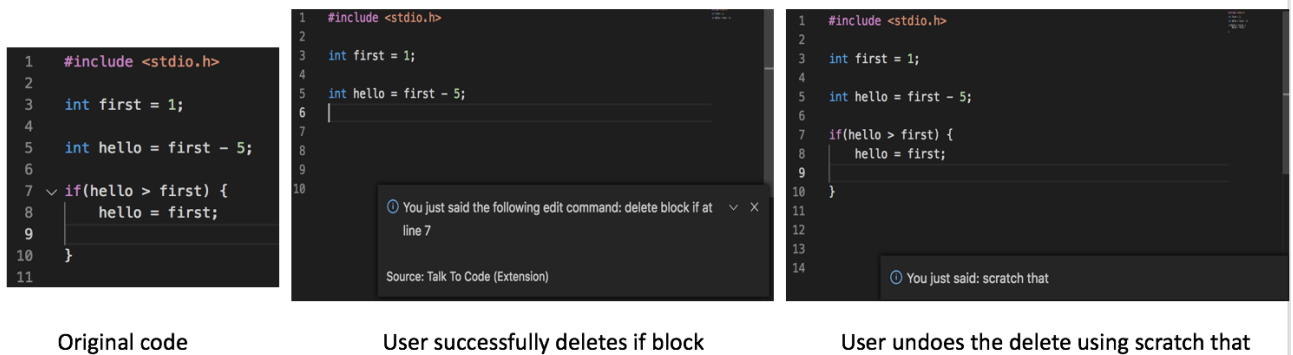 1 #include <stdio.h>
2
3 int first = 1;
4
5 int hello = first - 5;
6
7 if(hello > first) {
8 hello = first;
9
10 }
11
Original code
1 #include <stdio.h>
2
3 int first = 1;
4
5 int hello = first - 5;
6
7
8
9
10
You just said the following edit command: delete block if at
line 7
Source: Talk To Code (Extension)
User successfully deletes if block
1 #include <stdio.h>
2
3 int first = 1;
4
5 int hello = first - 5;
6
7 if(hello > first) {
8 hello = first;
9
10 }
11
12
13
14
You just said: scratch that
User undoes the delete using scratch that